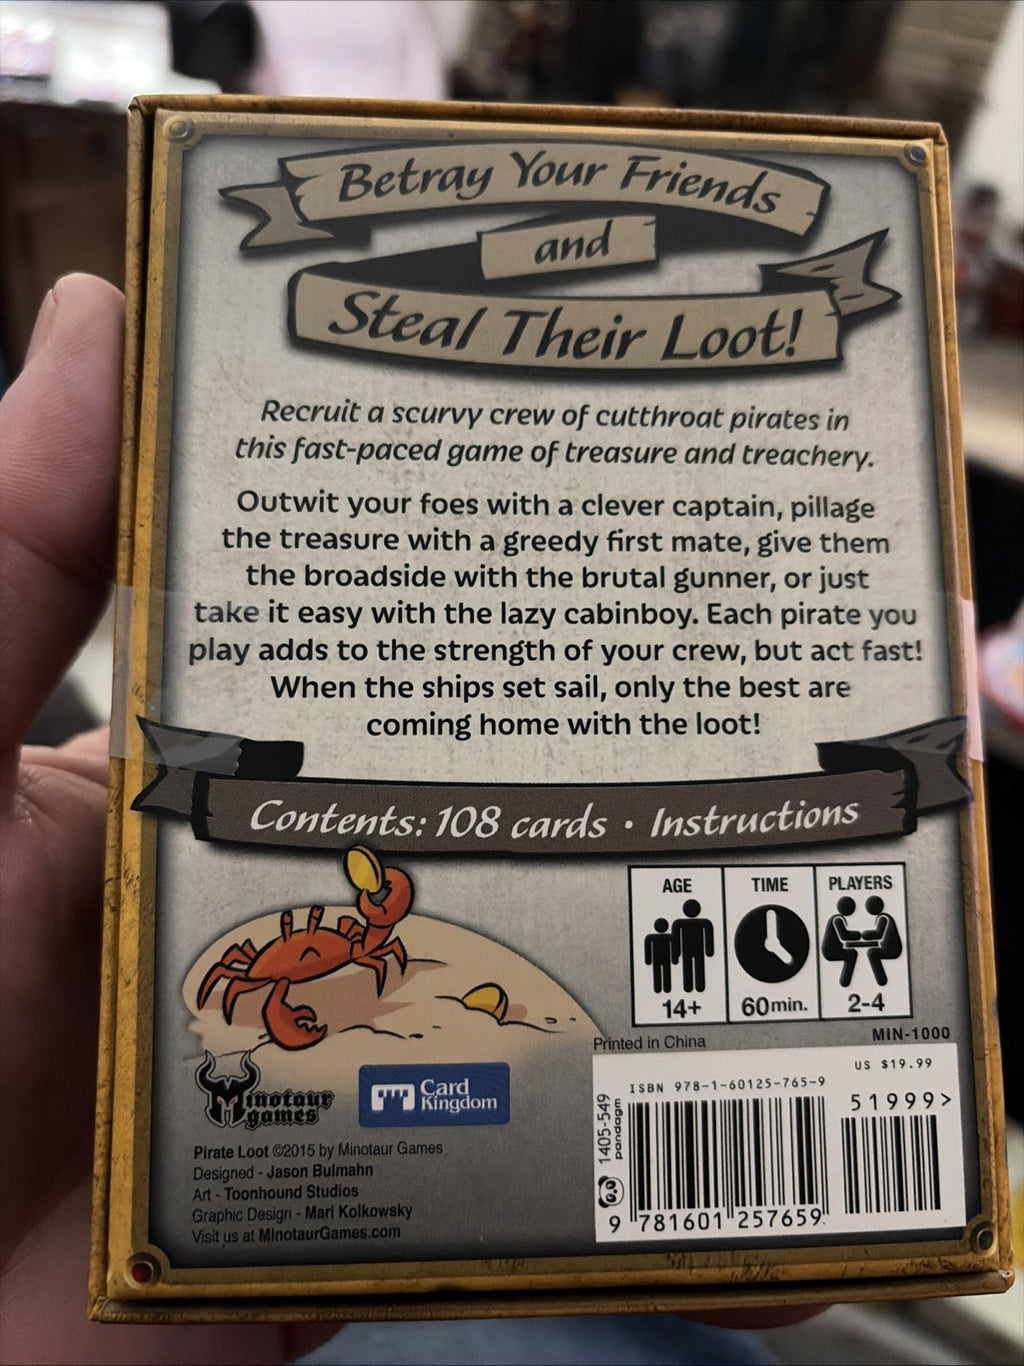 Betray Your Friends
and
Steal Their Loot!
Recruit a scurvy crew of cutthroat pirates in
this fast-paced game of treasure and treachery.
Outwit your foes with a clever captain, pillage
the treasure with a greedy first mate, give them
the broadside with the brutal gunner, or just
take it easy with the lazy cabinboy. Each pirate you
play adds to the strength of your crew, but act fast!
When the ships set sail, only the best are
coming home with the loot!
Contents: 108 cards • Instructions
AGE
14+
TIME
60min.
PLAYERS
2-4
Minotaur
games
Card
Kingdom
Pirate Loot ©2015 by Minotaur Games
Designed - Jason Bulmahn
Art - Toonhound Studios
Graphic Design - Mari Kolkowsky
Visit us at MinotaurGames.com
Printed in China
MIN-1000
US $19.99
ISBN 978-1-60125-765-9
51999>
1405-549
pandagm
9 781601 257659